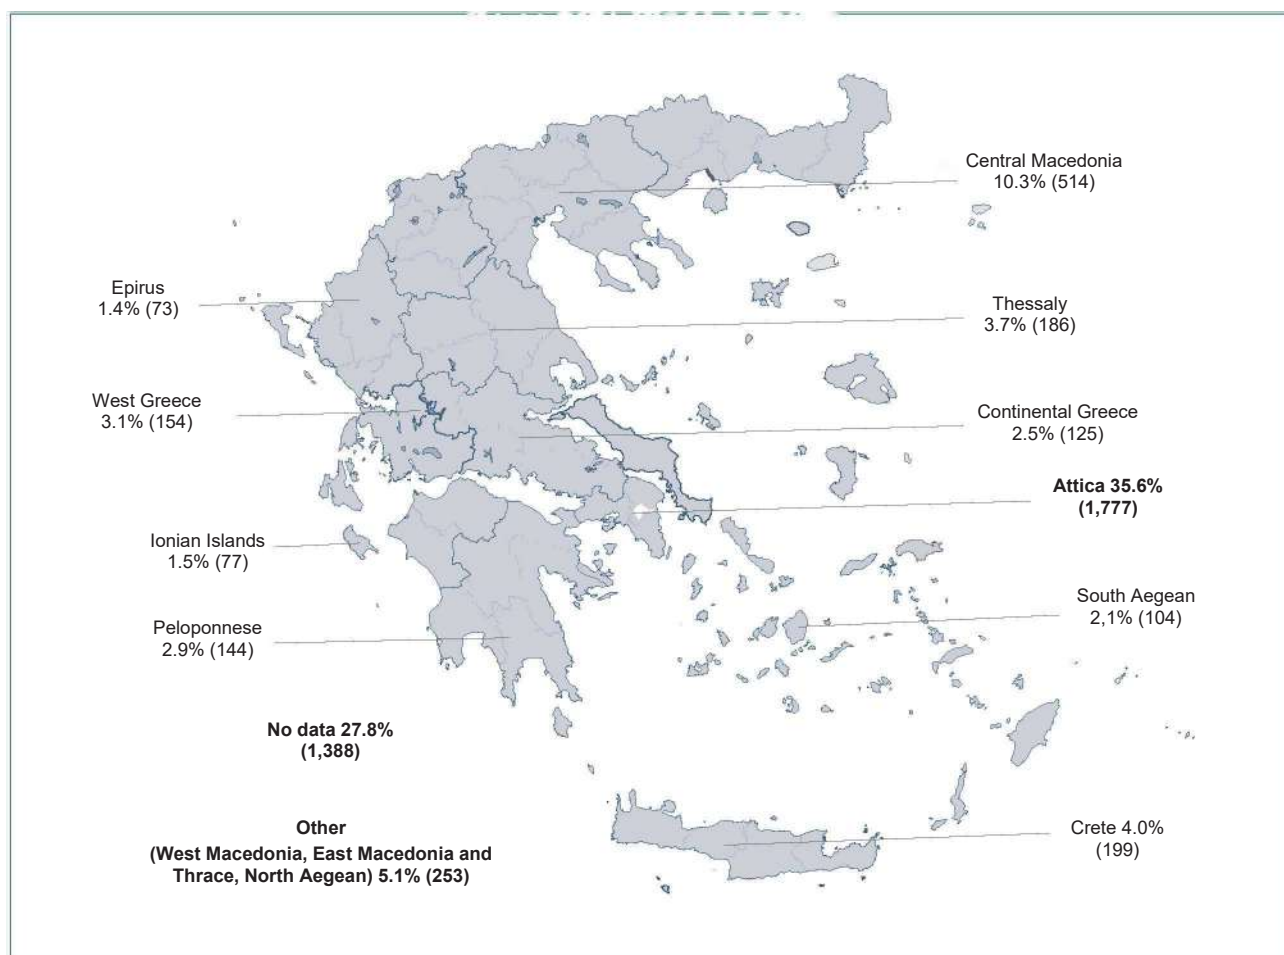 Central Macedonia
10.3% (514)
Epirus
1.4% (73)
Thessaly
3.7% (186)
West Greece
3.1% (154)
Continental Greece
2.5% (125)
Attica 35.6%
(1,777)
Ionian Islands
1.5% (77)
South Aegean
2,1% (104)
Peloponnese
2.9% (144)
No data 27.8%
(1,388)
Other
(West Macedonia, East Macedonia and
Thrace, North Aegean) 5.1% (253)
Crete 4.0%
(199)